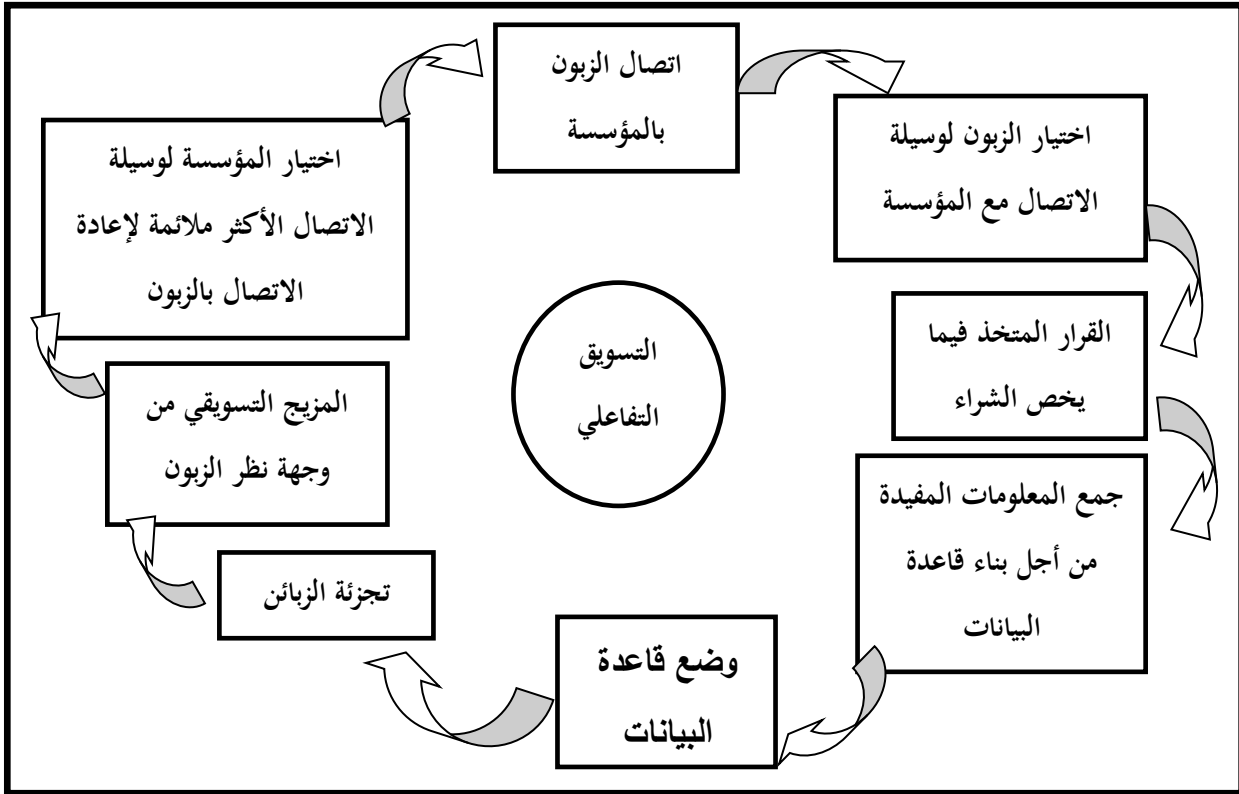 اتصال الزبون
بالمؤسسة
اختيار الزبون لوسيلة
الاتصال مع المؤسسة
القرار المتخذ فيما
يخص الشراء
جمع المعلومات المفيدة
من أجل بناء قاعدة
البيانات
وضع قاعدة
البيانات
تجزئة الزبائن
المزيج التسويقي من
وجهة نظر الزبون
اختيار المؤسسة لوسيلة
الاتصال الأكثر ملائمة لإعادة
الاتصال بالزبون
التسويق
التفاعلي